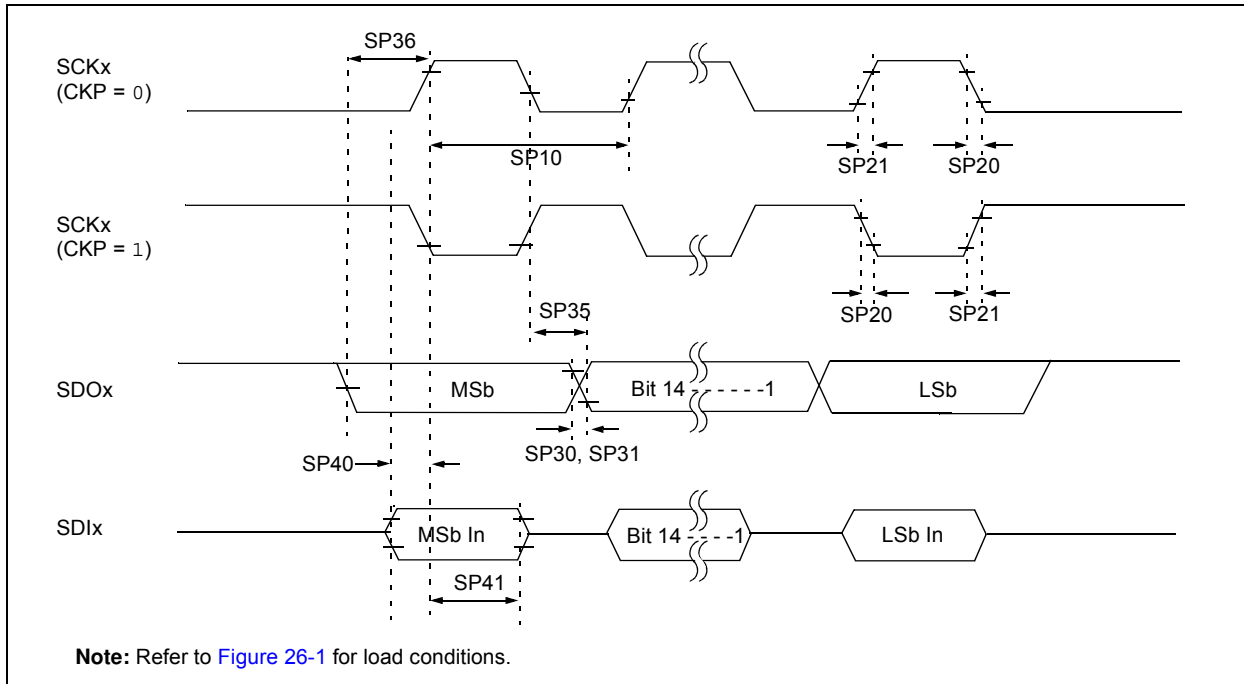 SP36
SCKx
(CKP = 0)
SP10
SP21
SP20
SCKx
(CKP = 1)
SP35
SP20
SP21
SDOx
MSb
Bit 14 - - - - - -1
LSb
SP30, SP31
SP40
SDIx
MSb In
Bit 14 - - - - -1
LSb In
SP41
Note: Refer to Figure 26-1 for load conditions.